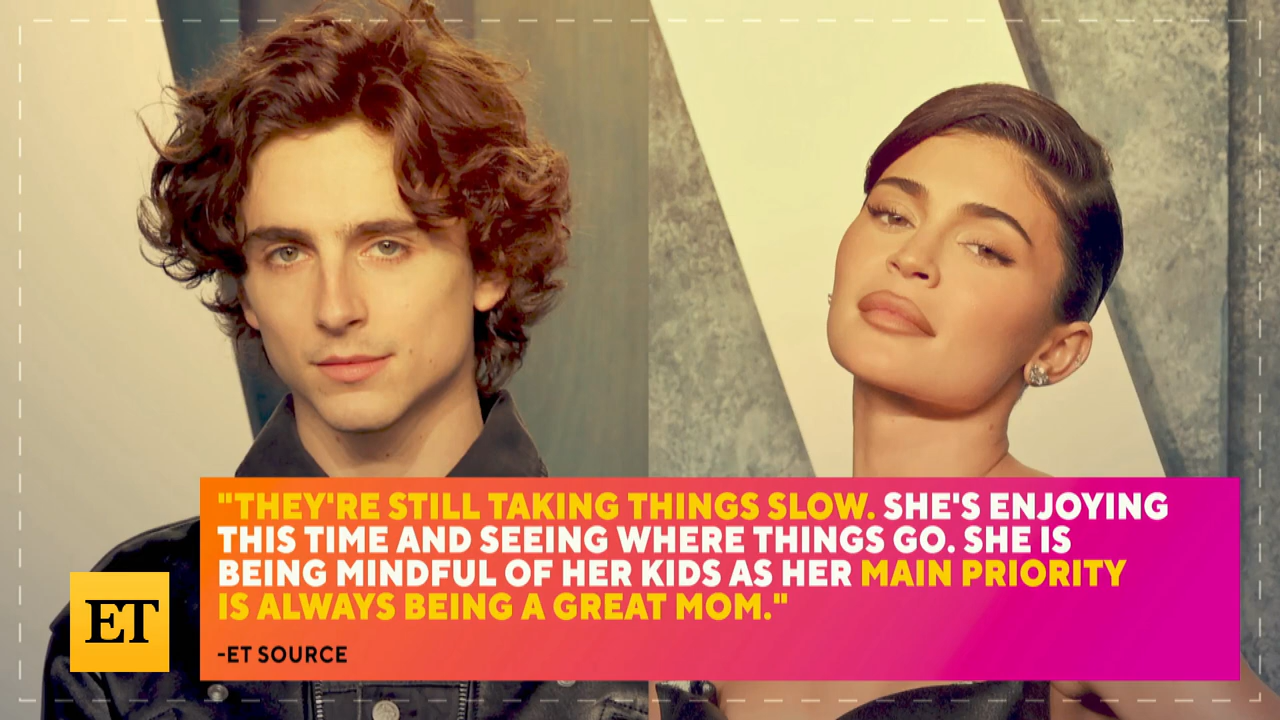 "THEY'RE STILL TAKING THINGS SLOW. SHE'S ENJOYING
THIS TIME AND SEEING WHERE THINGS GO. SHE IS
BEING MINDFUL OF HER KIDS AS HER MAIN PRIORITY
IS ALWAYS BEING A GREAT MOM."
-ET SOURCE
ET